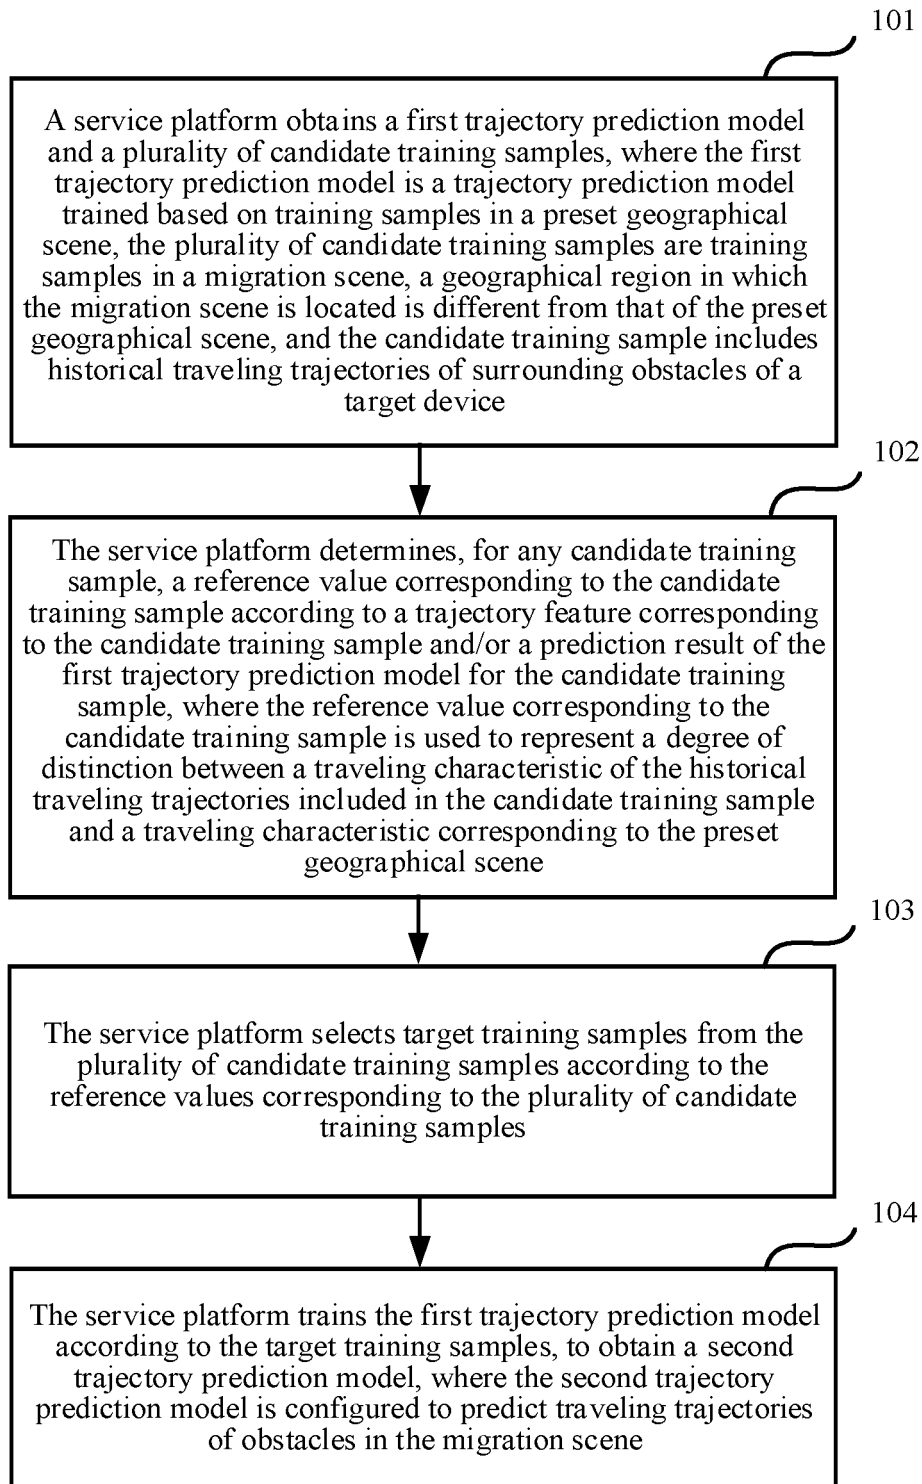 101
A service platform obtains a first trajectory prediction model
and a plurality of candidate training samples, where the first
trajectory prediction model is a trajectory prediction model
trained based on training samples in a preset geographical
scene, the plurality of candidate training samples are training
samples in a migration scene, a geographical region in which
the migration scene is located is different from that of the preset
geographical scene, and the candidate training sample includes
historical traveling trajectories of surrounding obstacles of a
target device
102
The service platform determines, for any candidate training
sample, a reference value corresponding to the candidate
training sample according to a trajectory feature corresponding
to the candidate training sample and/or a prediction result of the
first trajectory prediction model for the candidate training
sample, where the reference value corresponding to the
candidate training sample is used to represent a degree of
distinction between a traveling characteristic of the historical
traveling trajectories included in the candidate training sample
and a traveling characteristic corresponding to the preset
geographical scene
103
The service platform selects target training samples from the
plurality of candidate training samples according to the
reference values corresponding to the plurality of candidate
training samples
104
The service platform trains the first trajectory prediction model
according to the target training samples, to obtain a second
trajectory prediction model, where the second trajectory
prediction model is configured to predict traveling trajectories
of obstacles in the migration scene